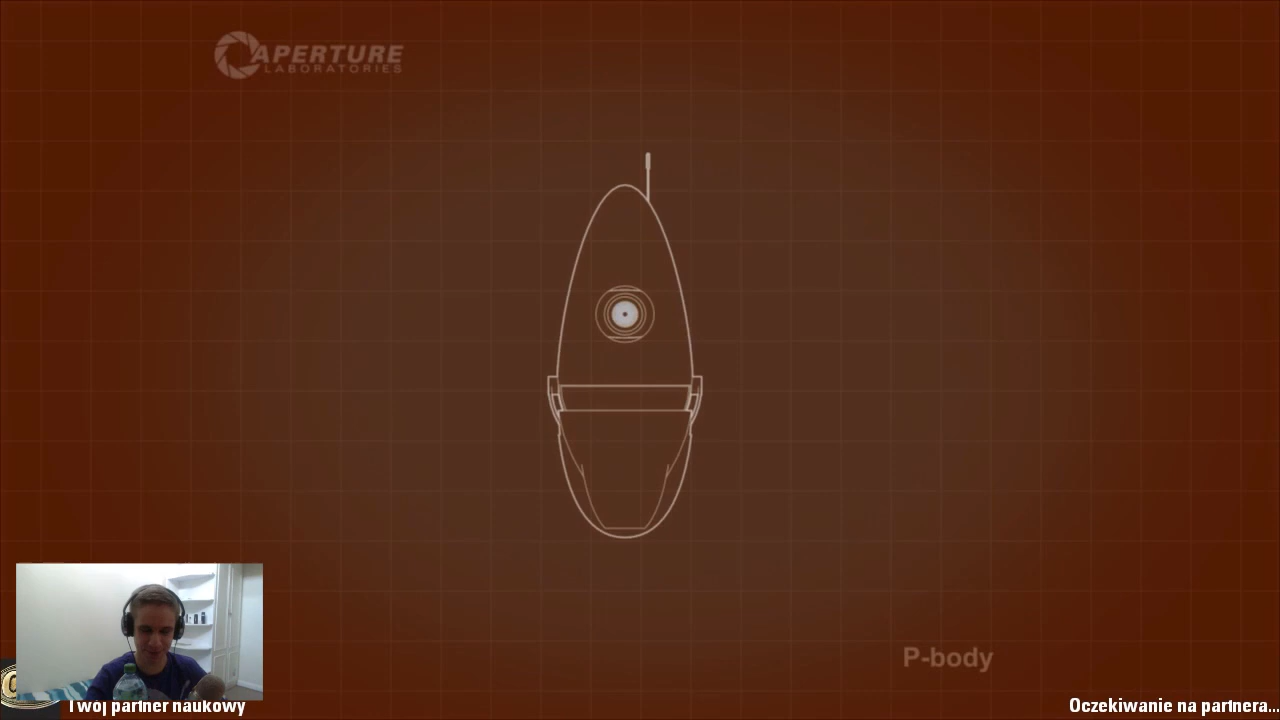 APERTURE
LABORATORIES
P-body
Twój partner naukowy
Oczekiwanie na partnera...